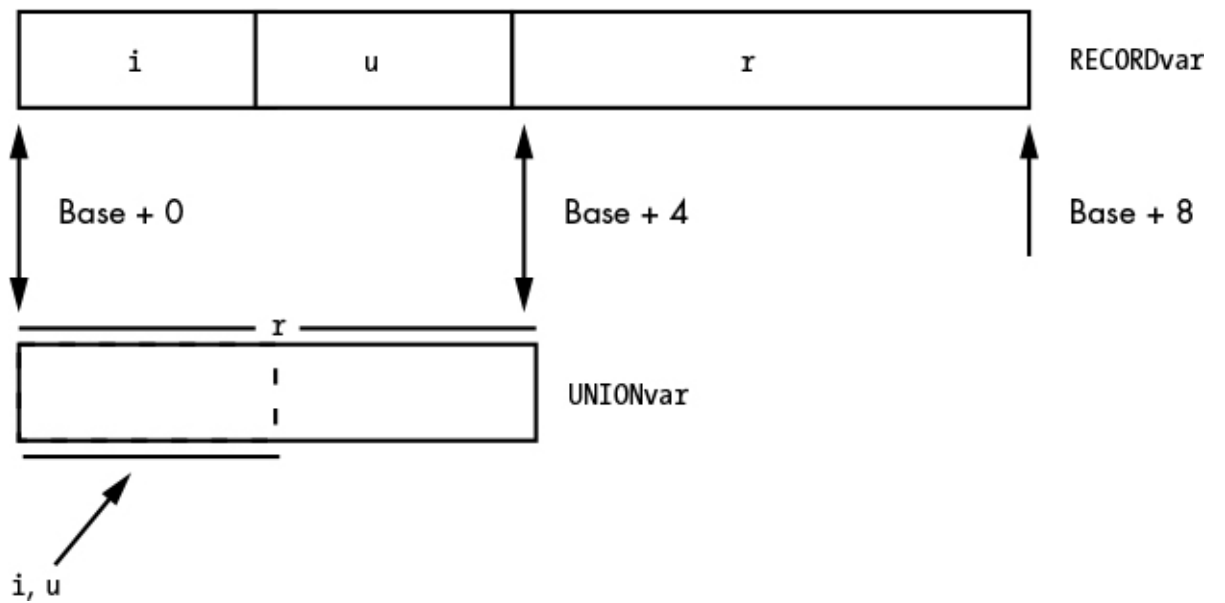 i u r RECORDvar
Base + 0 Base + 4 Base + 8
r
UNIONvar
i, u